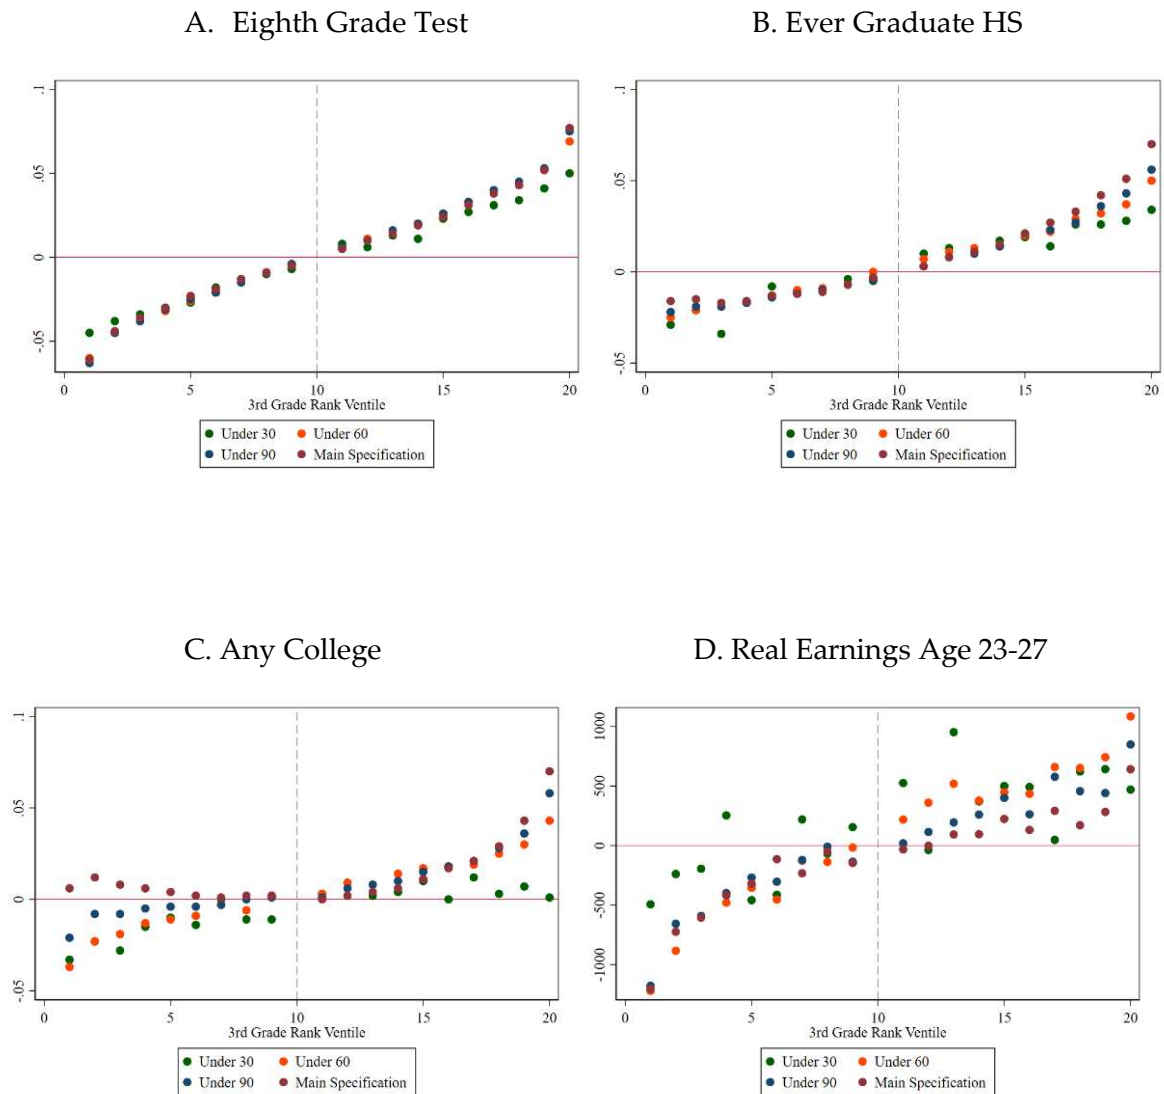 A. Eighth Grade Test
B. Ever Graduate HS
.1
.05
0
-.05
0 5 10 15 20
3rd Grade Rank Ventile
Under 30 Under 60
Under 90 Main Specification
.1
.05
0
-.05
0 5 10 15 20
3rd Grade Rank Ventile
Under 30 Under 60
Under 90 Main Specification
C. Any College
D. Real Earnings Age 23-27
.1
.05
0
-.05
0 5 10 15 20
3rd Grade Rank Ventile
Under 30 Under 60
Under 90 Main Specification
1000
500
0
-500
-1000
0 5 10 15 20
3rd Grade Rank Ventile
Under 30 Under 60
Under 90 Main Specification